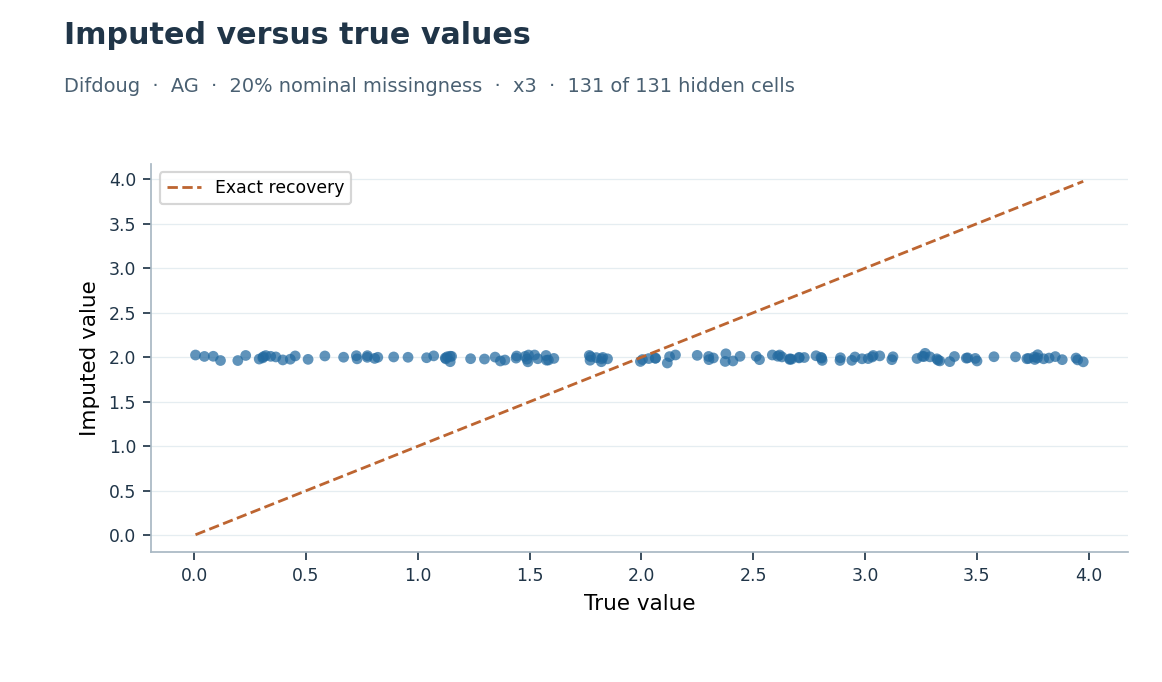 Imputed versus true values
Difdoug · AG · 20% nominal missingness · x3 · 131 of 131 hidden cells
Exact recovery
Imputed value
4.0
3.5
3.0
2.5
2.0
1.5
1.0
0.5
0.0
0.0 0.5 1.0 1.5 2.0 2.5 3.0 3.5 4.0
True value